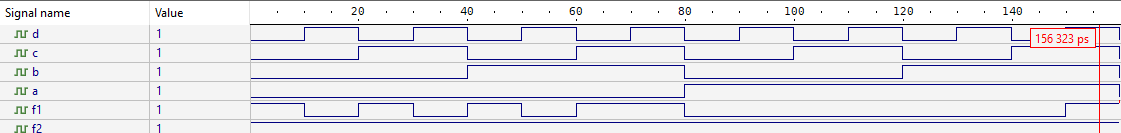 Signal name Value 20 40 60 80 100 120 140
d 1
156 323 ps
c 1
b 1
a 1
f1 1
f2 1